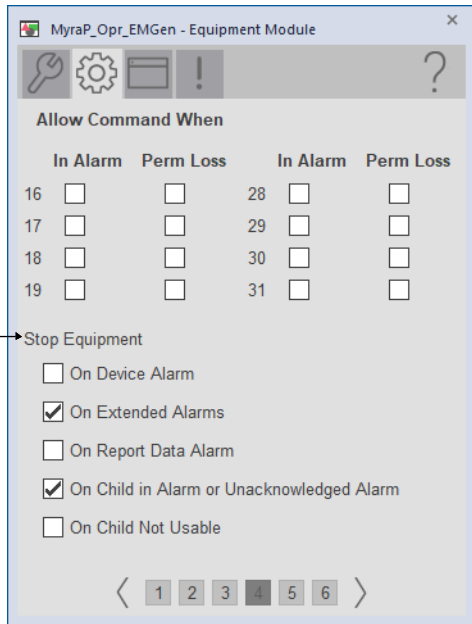 MyraP_Opr_EMGen - Equipment Module
×
?
Allow Command When
In Alarm Perm Loss In Alarm Perm Loss
16 28
17 29
18 30
19 31
Stop Equipment
On Device Alarm
On Extended Alarms
On Report Data Alarm
On Child in Alarm or Unacknowledged Alarm
On Child Not Usable
1 2 3 4 5 6